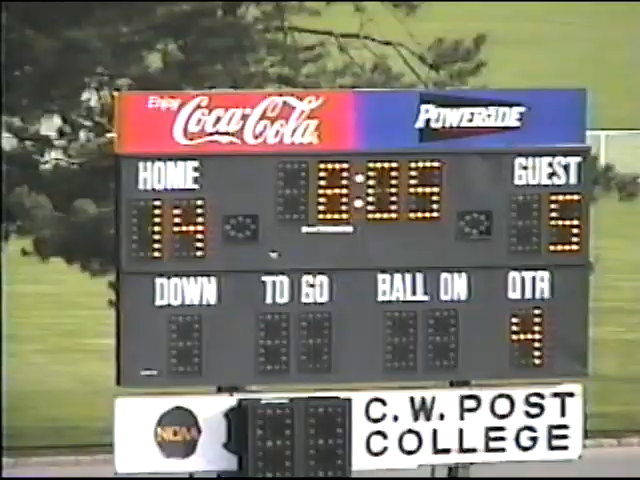 Enjoy Coca-Cola POWERADE
HOME 8:05 GUEST
14 5
DOWN TO GO BALL ON QTR
4
NCAA C.W. POST
COLLEGE